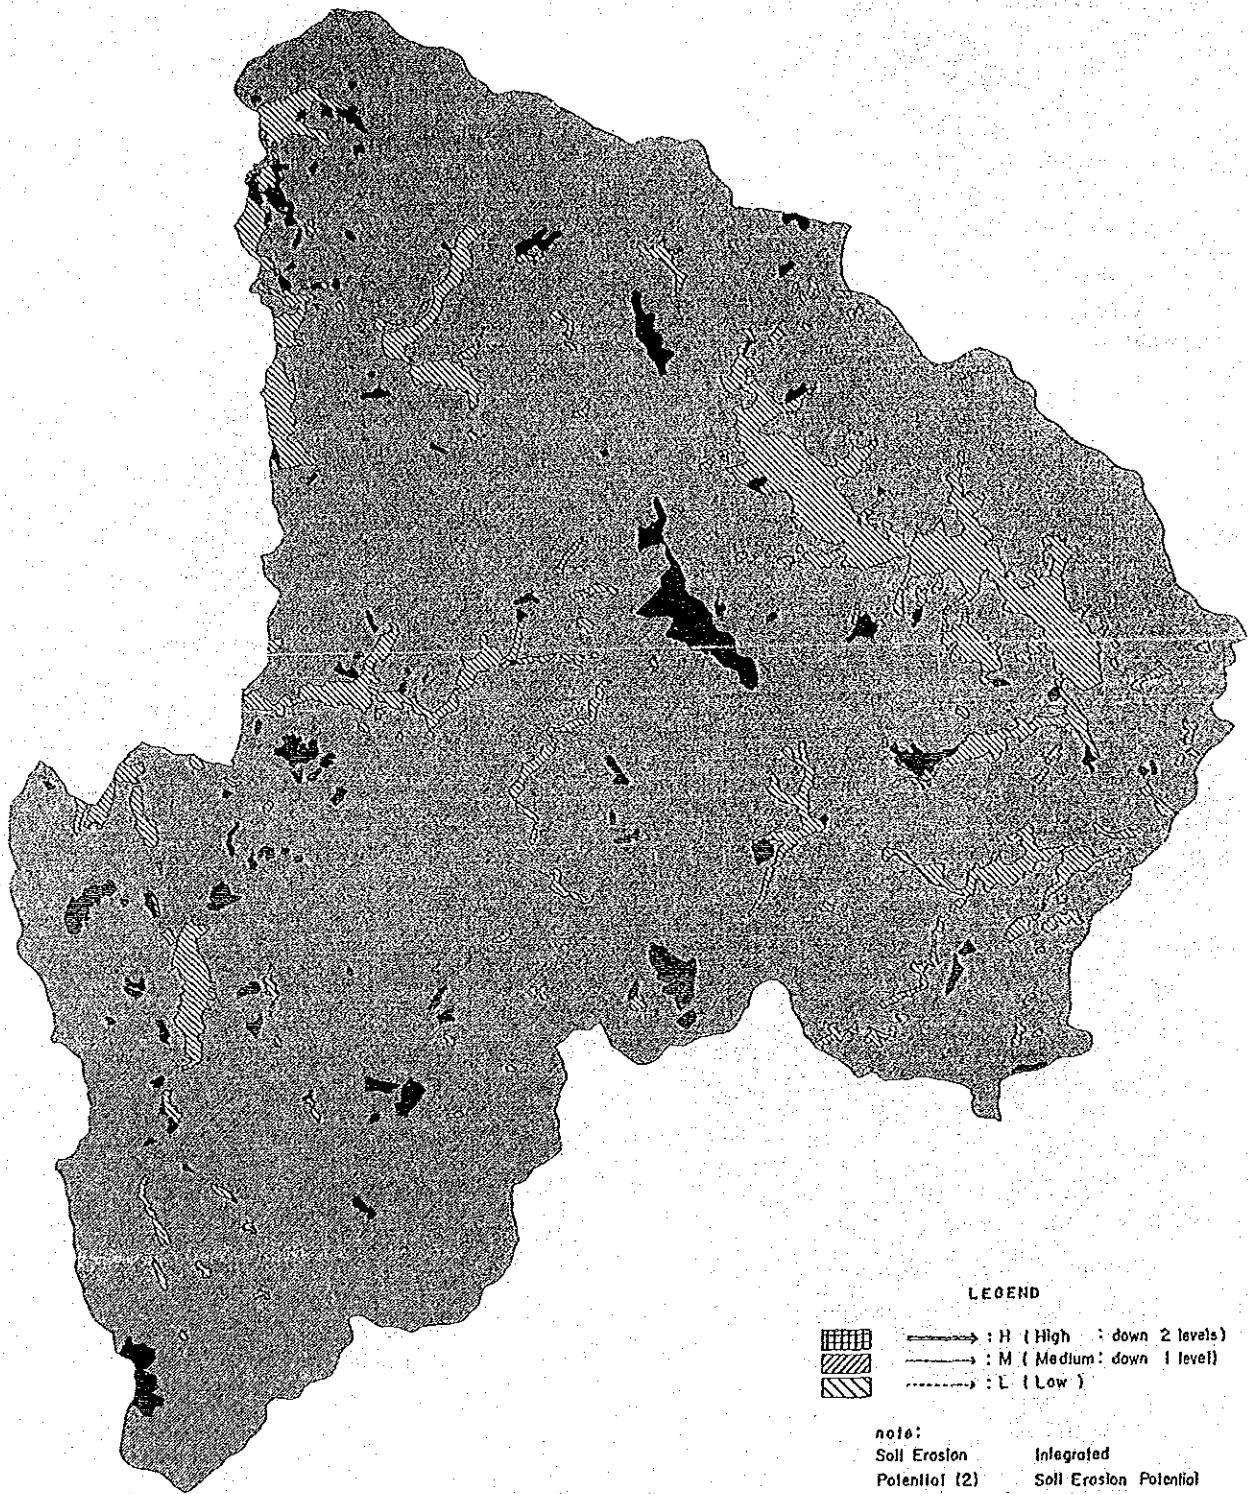 LEGEND
: H ( High : down 2 levels)
: M ( Medium : down 1 level)
: L ( Low )
note:
Soil Erosion Integrated
Potential (2) Soil Erosion Potential